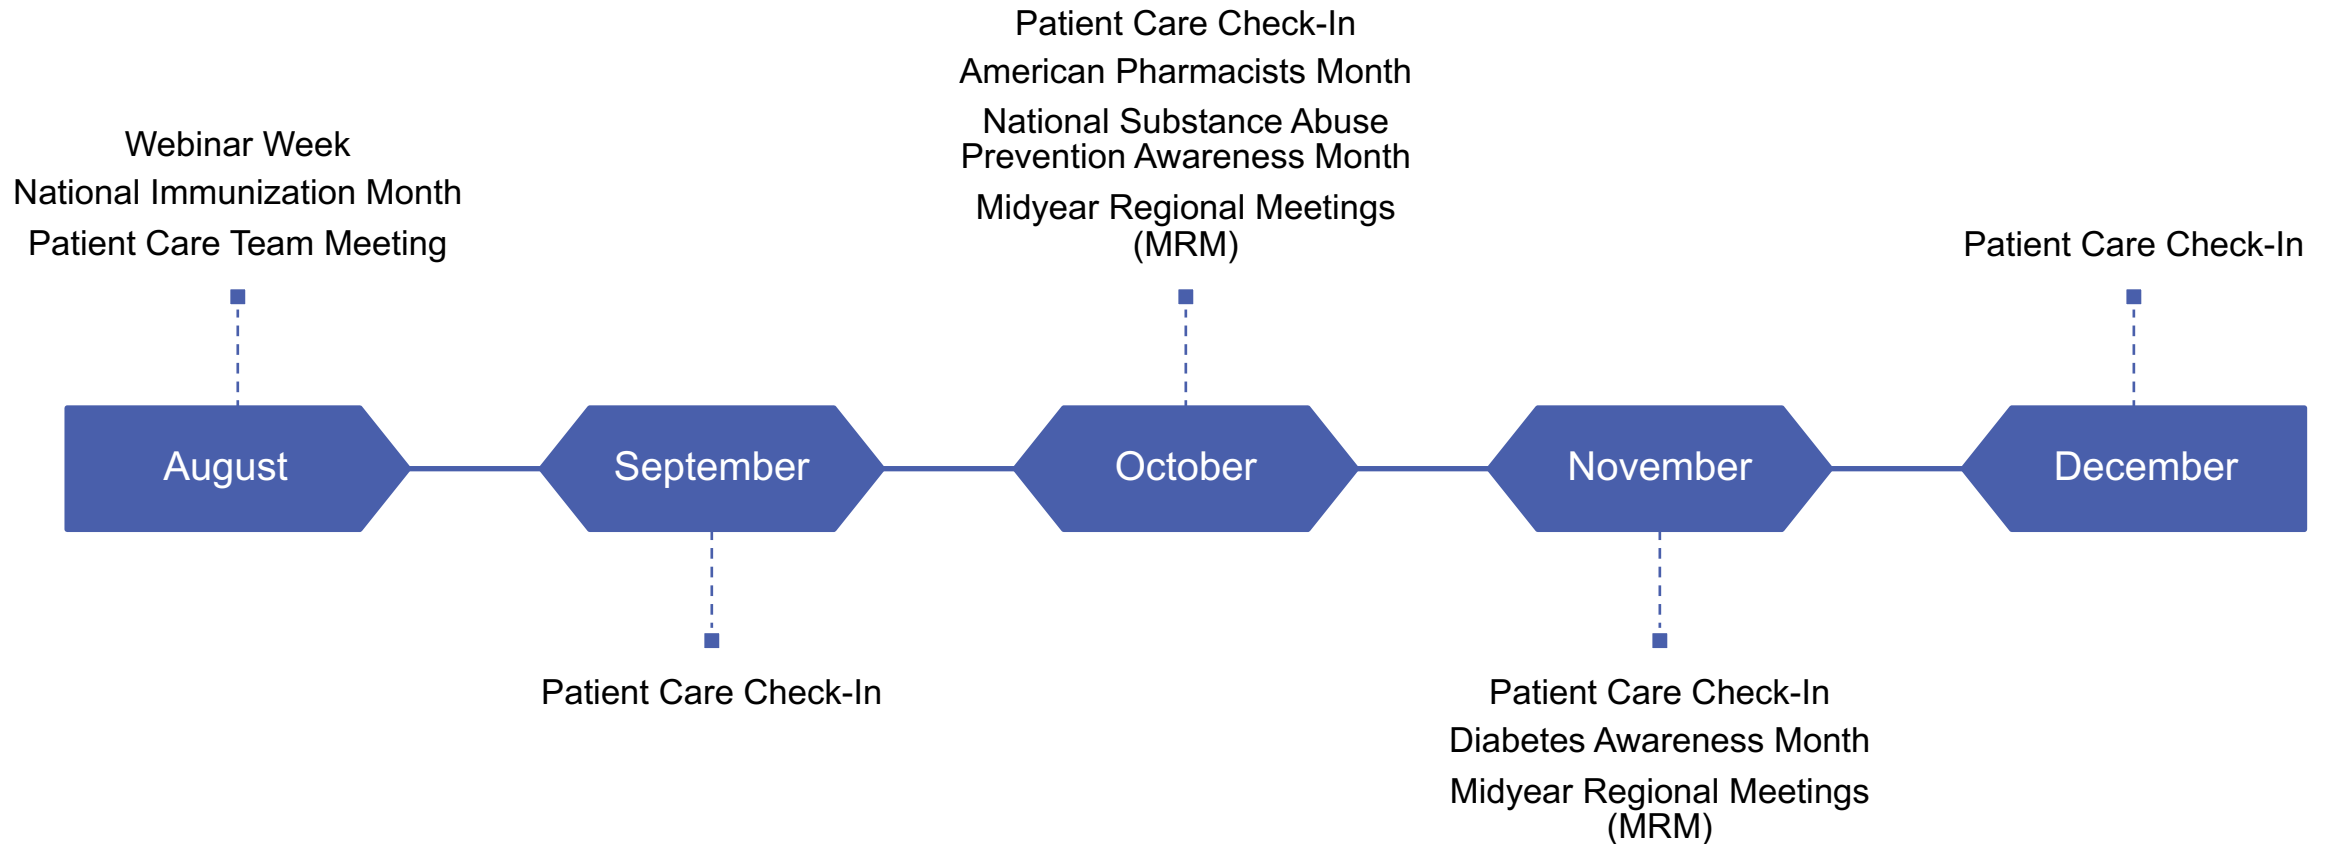 Patient Care Check-In
American Pharmacists Month
National Substance Abuse
Prevention Awareness Month
Midyear Regional Meetings
(MRM)
Webinar Week
National Immunization Month
Patient Care Team Meeting
Patient Care Check-In
August
September
October
November
December
Patient Care Check-In
Patient Care Check-In
Diabetes Awareness Month
Midyear Regional Meetings
(MRM)